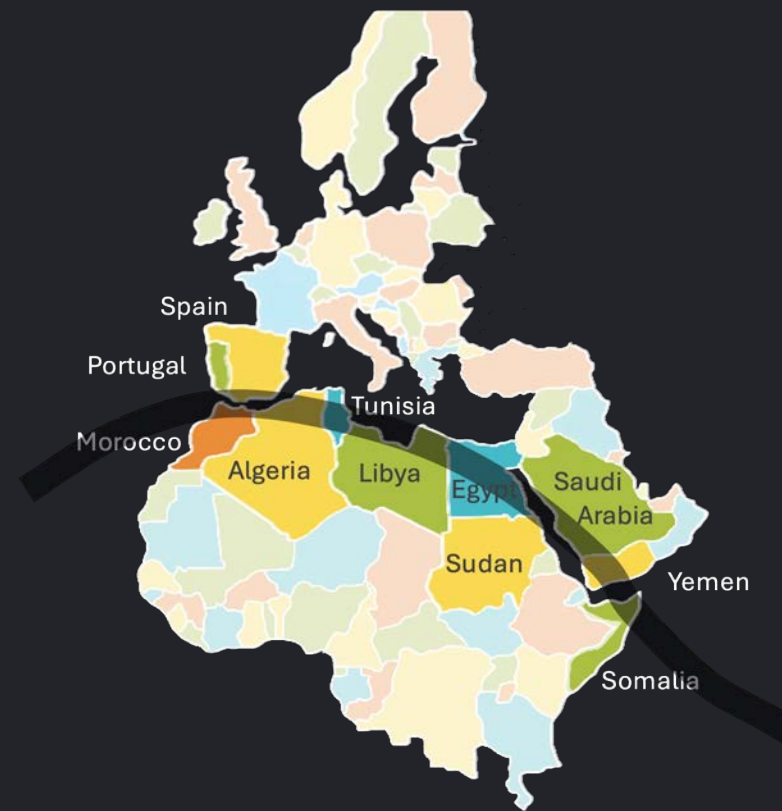 Spain
Portugal
Tunisia
Morocco
Algeria
Libya
Egypt
Saudi
Arabia
Sudan
Yemen
Somalia